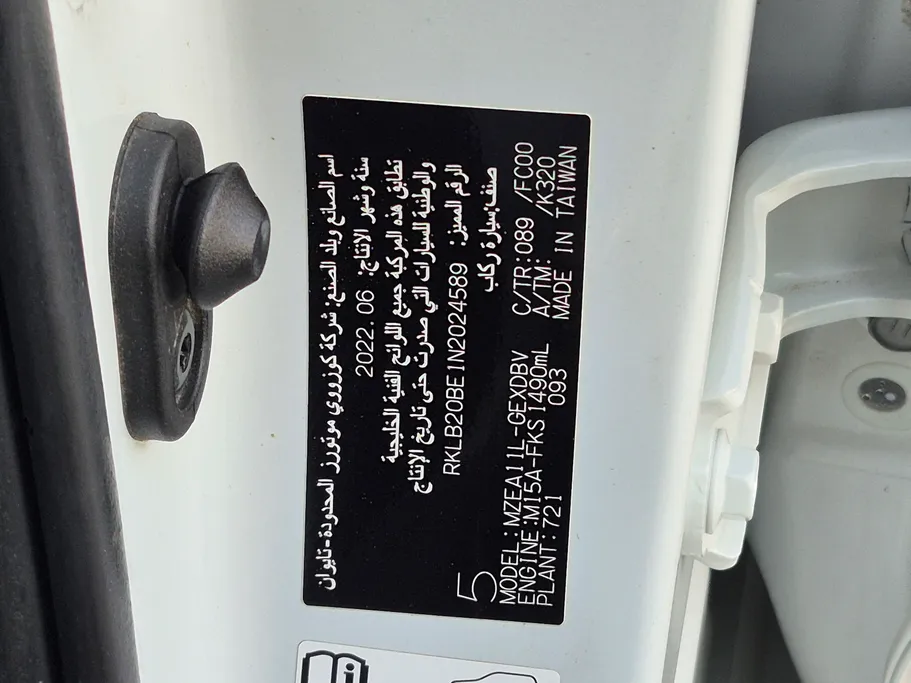 اسم الصانع وبلد الصنع: شركة كوزروي موتورز المحدودة-تايوان
سنة وشهر الإنتاج: 2022.06
تطابق هذه المركبة جميع اللوائح الفنية الخليجية
والوطنية للسيارات التي صدرت حتى تاريخ الإنتاج
الرقم المميز: RKLB20BE1N2024589
صنف:سيارة ركاب
5
MODEL:MZEA11L-GEXDBV C/TR:089 /FC00
ENGINE:M15A-FKS 1490mL A/TM: /K320
PLANT:721 093 MADE IN TAIWAN
i